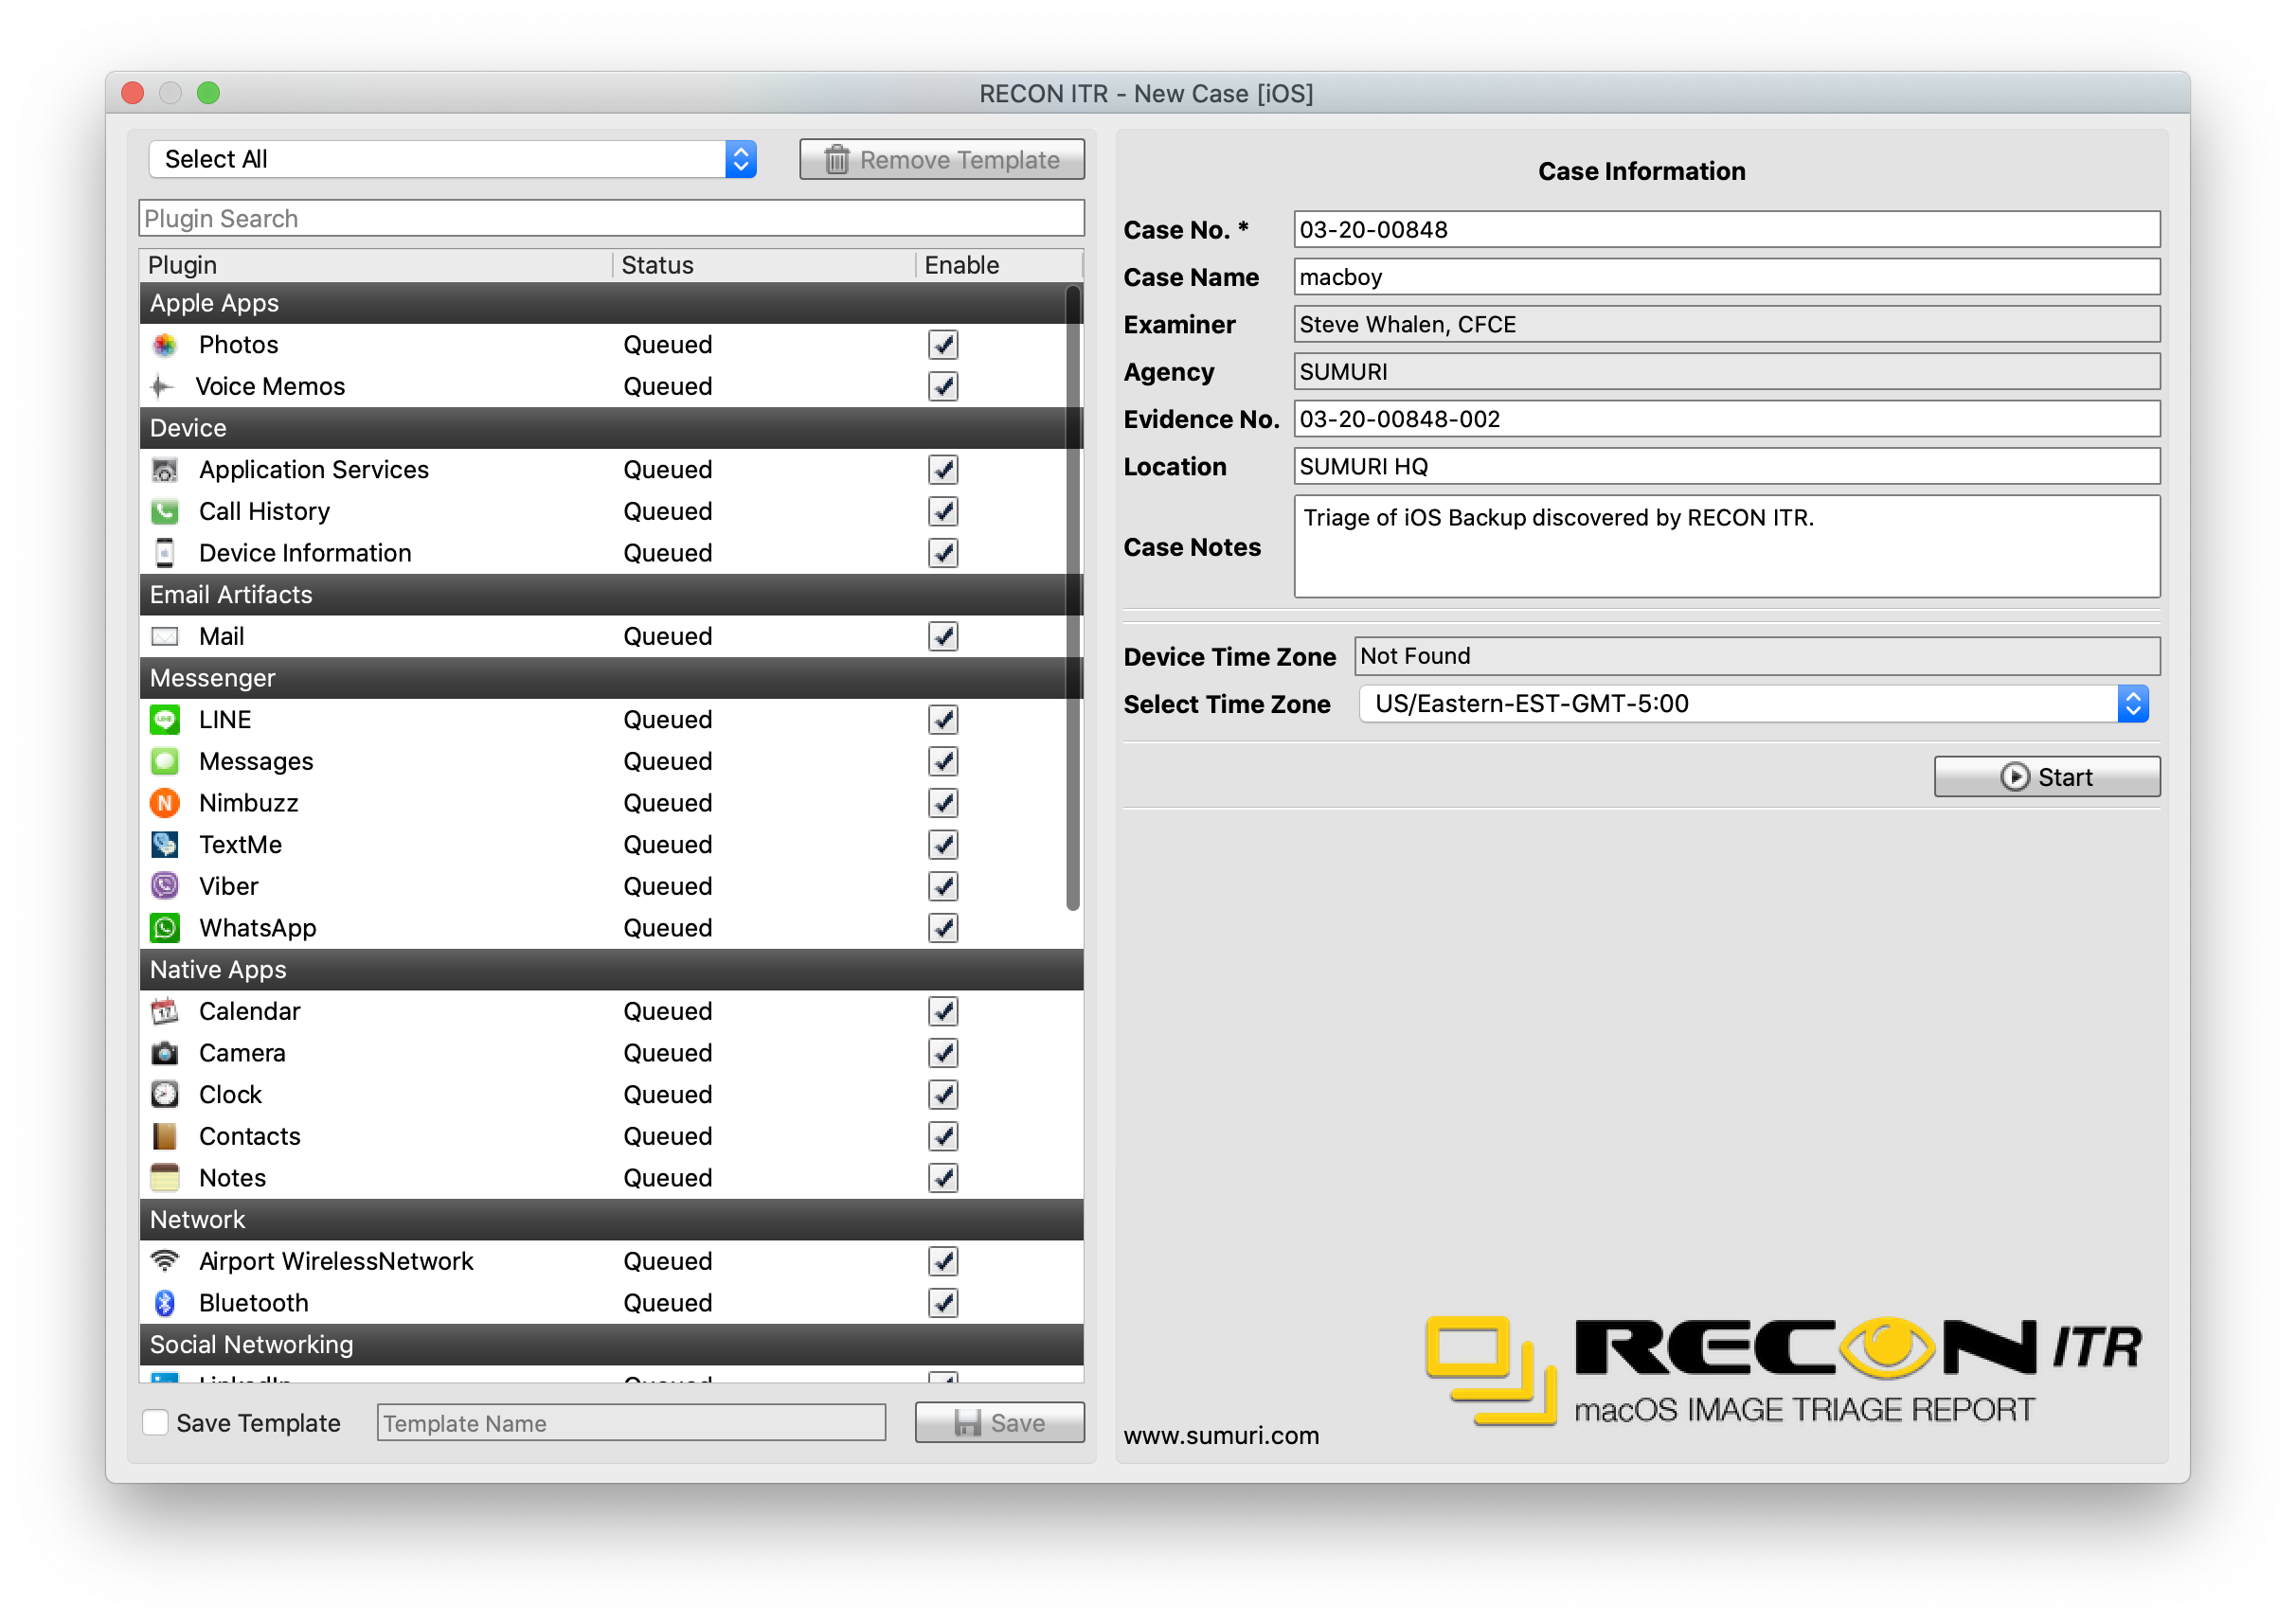 RECON ITR - New Case [iOS]
Select All
Remove Template
Plugin Search
Plugin Status Enable
Apple Apps
Photos Queued
Voice Memos Queued
Device
Application Services Queued
Call History Queued
Device Information Queued
Email Artifacts
Mail Queued
Messenger
LINE Queued
Messages Queued
Nimbuzz Queued
TextMe Queued
Viber Queued
WhatsApp Queued
Native Apps
Calendar Queued
Camera Queued
Clock Queued
Contacts Queued
Notes Queued
Network
Airport WirelessNetwork Queued
Bluetooth Queued
Social Networking
LinkedIn Queued
Save Template
Template Name
Save
Case Information
Case No. * 03-20-00848
Case Name macboy
Examiner Steve Whalen, CFCE
Agency SUMURI
Evidence No. 03-20-00848-002
Location SUMURI HQ
Case Notes Triage of iOS Backup discovered by RECON ITR.
Device Time Zone Not Found
Select Time Zone US/Eastern-EST-GMT-5:00
Start
RECON ITR
macOS IMAGE TRIAGE REPORT
www.sumuri.com